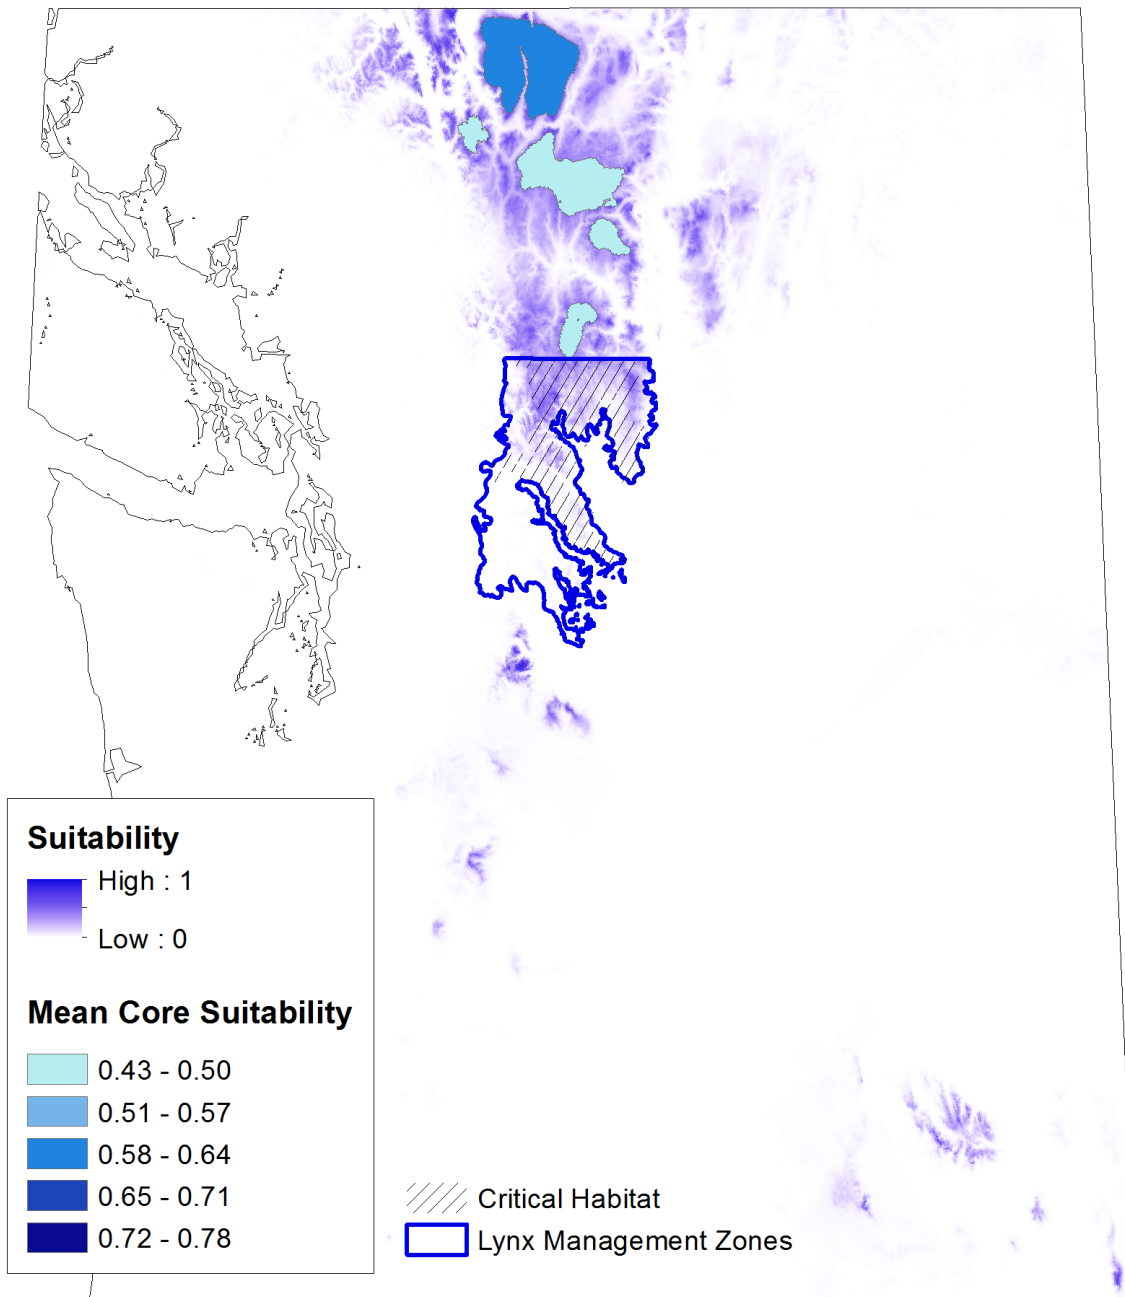 Suitability
High : 1
Low : 0
Mean Core Suitability
0.43 - 0.50
0.51 - 0.57
0.58 - 0.64
0.65 - 0.71
0.72 - 0.78
Critical Habitat
Lynx Management Zones